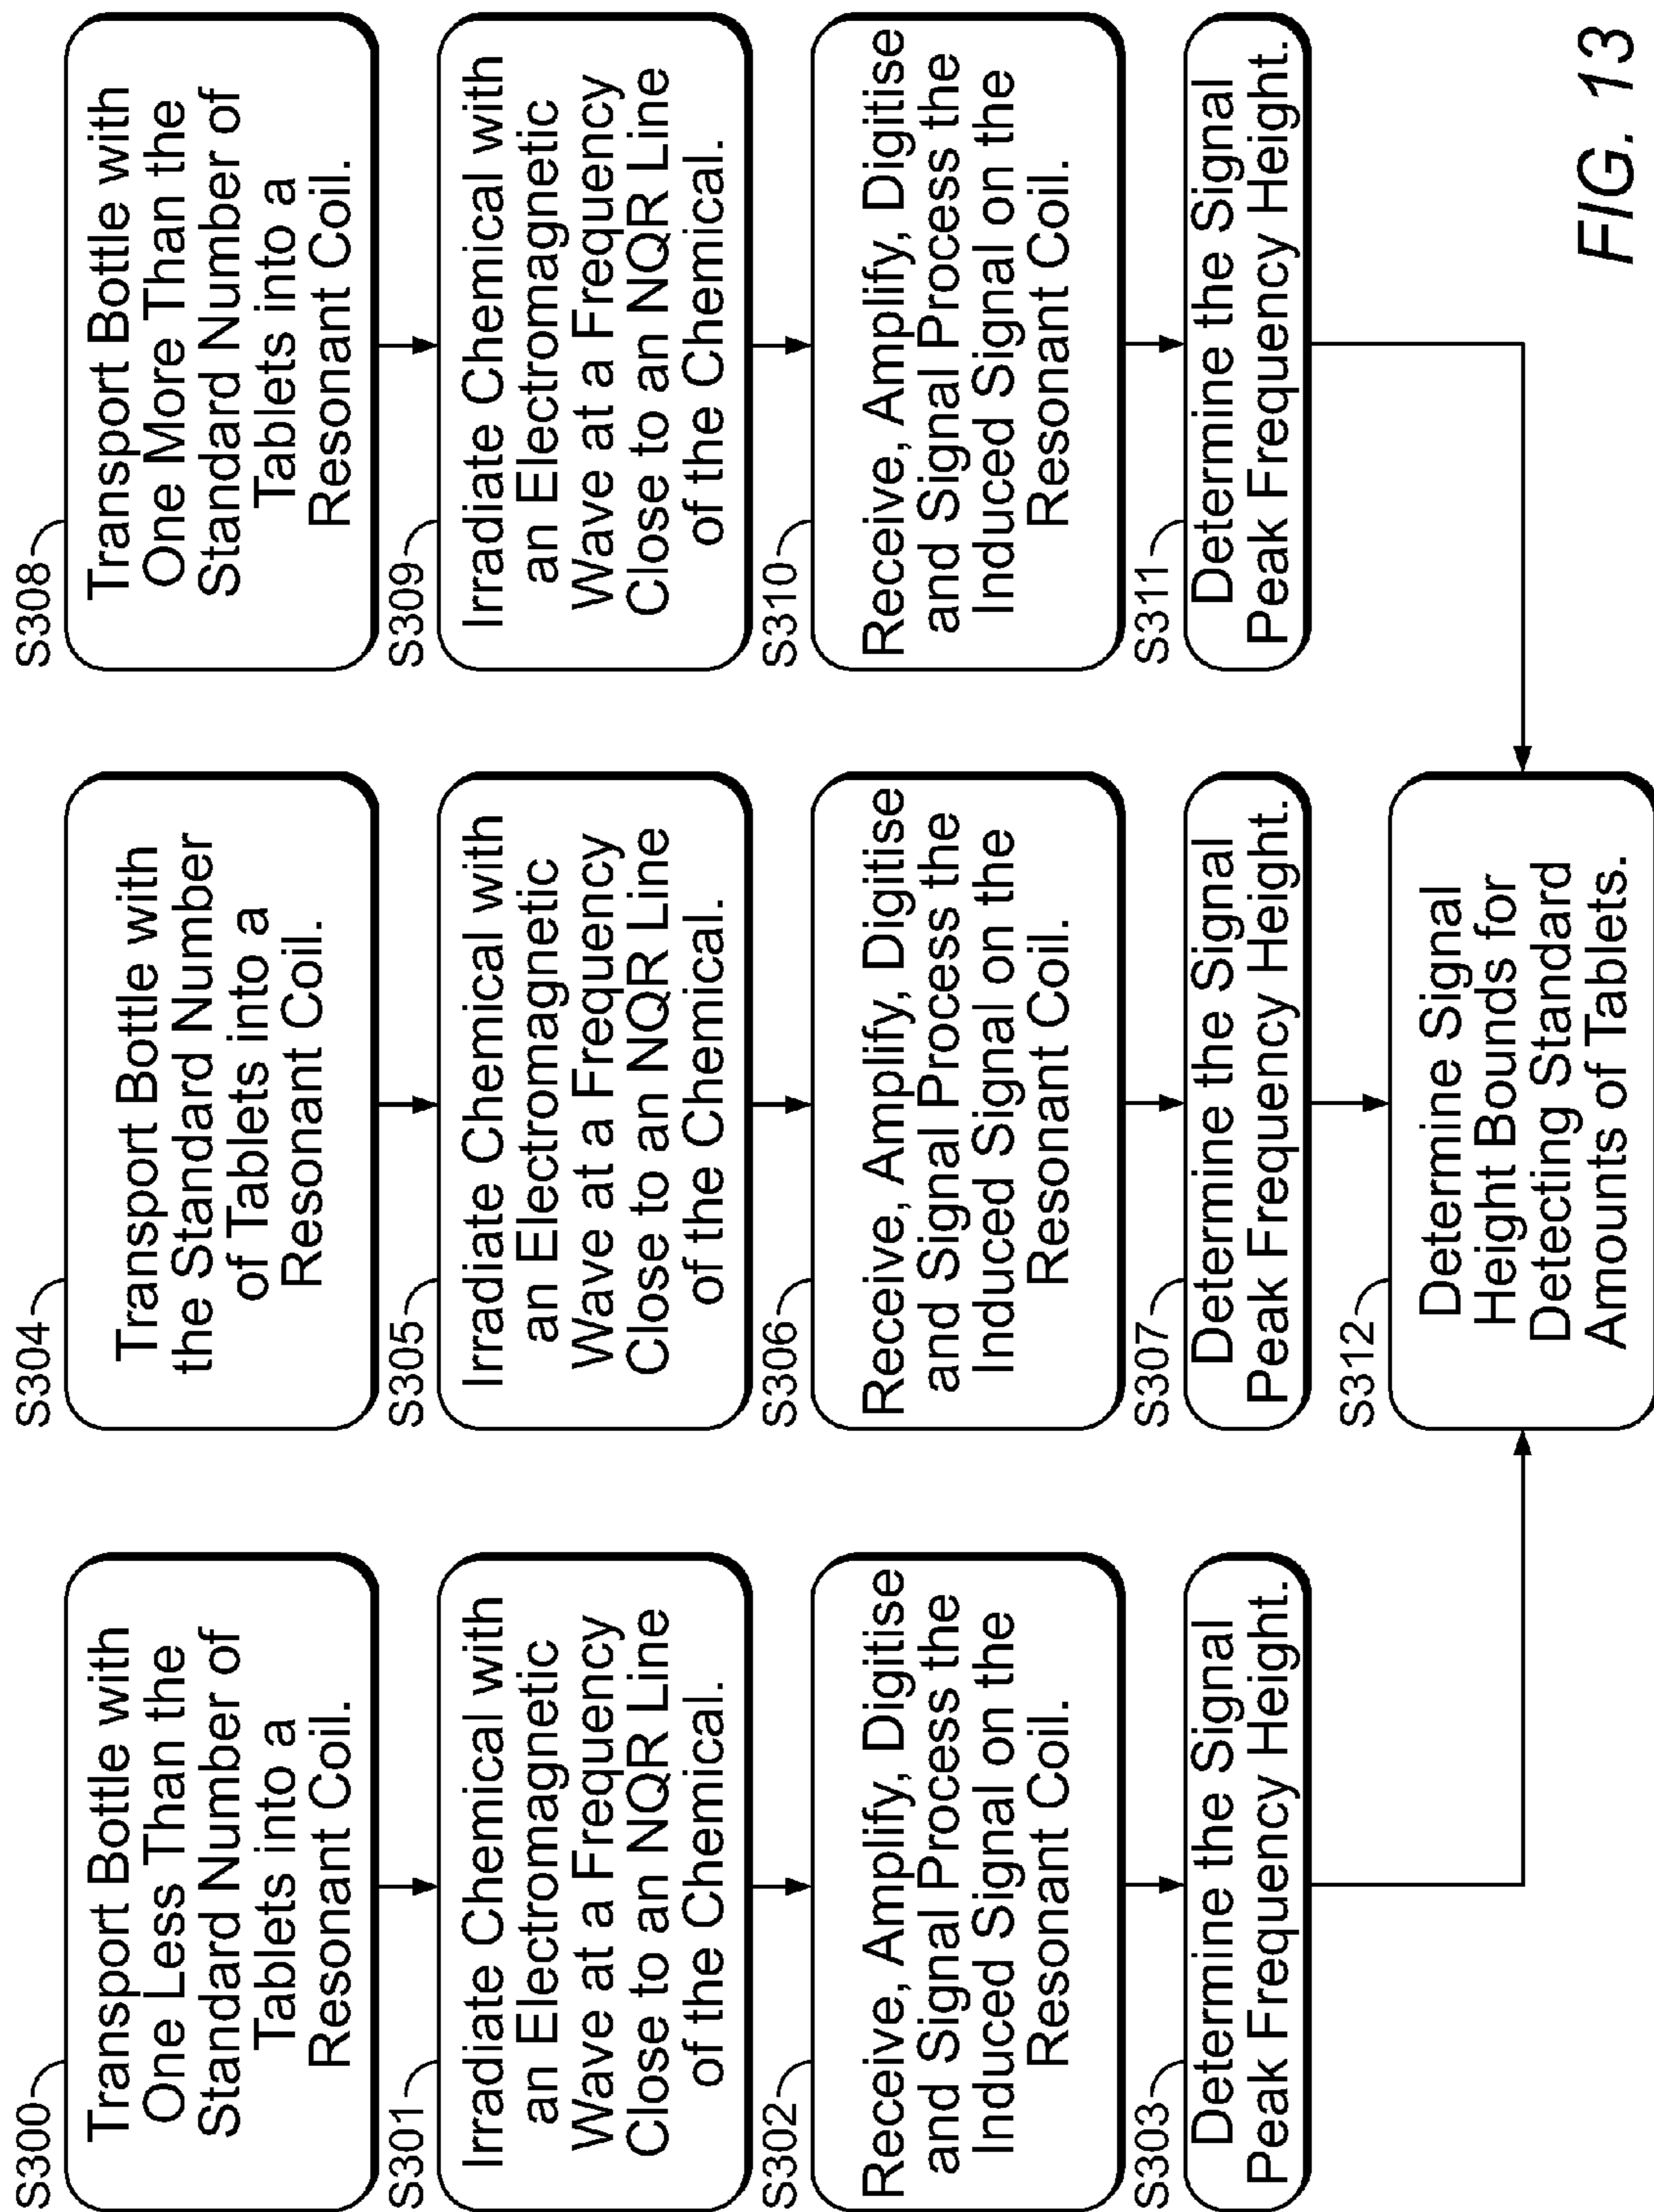 S300
Transport Bottle with
One Less Than the
Standard Number of
Tablets into a
Resonant Coil.
S301
Irradiate Chemical with
an Electromagnetic
Wave at a Frequency
Close to an NQR Line
of the Chemical.
S302
Receive, Amplify, Digitise
and Signal Process the
Induced Signal on the
Resonant Coil.
S303
Determine the Signal
Peak Frequency Height.
S304
Transport Bottle with
the Standard Number
of Tablets into a
Resonant Coil.
S305
Irradiate Chemical with
an Electromagnetic
Wave at a Frequency
Close to an NQR Line
of the Chemical.
S306
Receive, Amplify, Digitise
and Signal Process the
Induced Signal on the
Resonant Coil.
S307
Determine the Signal
Peak Frequency Height.
S308
Transport Bottle with
One More Than the
Standard Number of
Tablets into a
Resonant Coil.
S309
Irradiate Chemical with
an Electromagnetic
Wave at a Frequency
Close to an NQR Line
of the Chemical.
S310
Receive, Amplify, Digitise
and Signal Process the
Induced Signal on the
Resonant Coil.
S311
Determine the Signal
Peak Frequency Height.
S312
Determine Signal
Height Bounds for
Detecting Standard
Amounts of Tablets.
FIG. 13